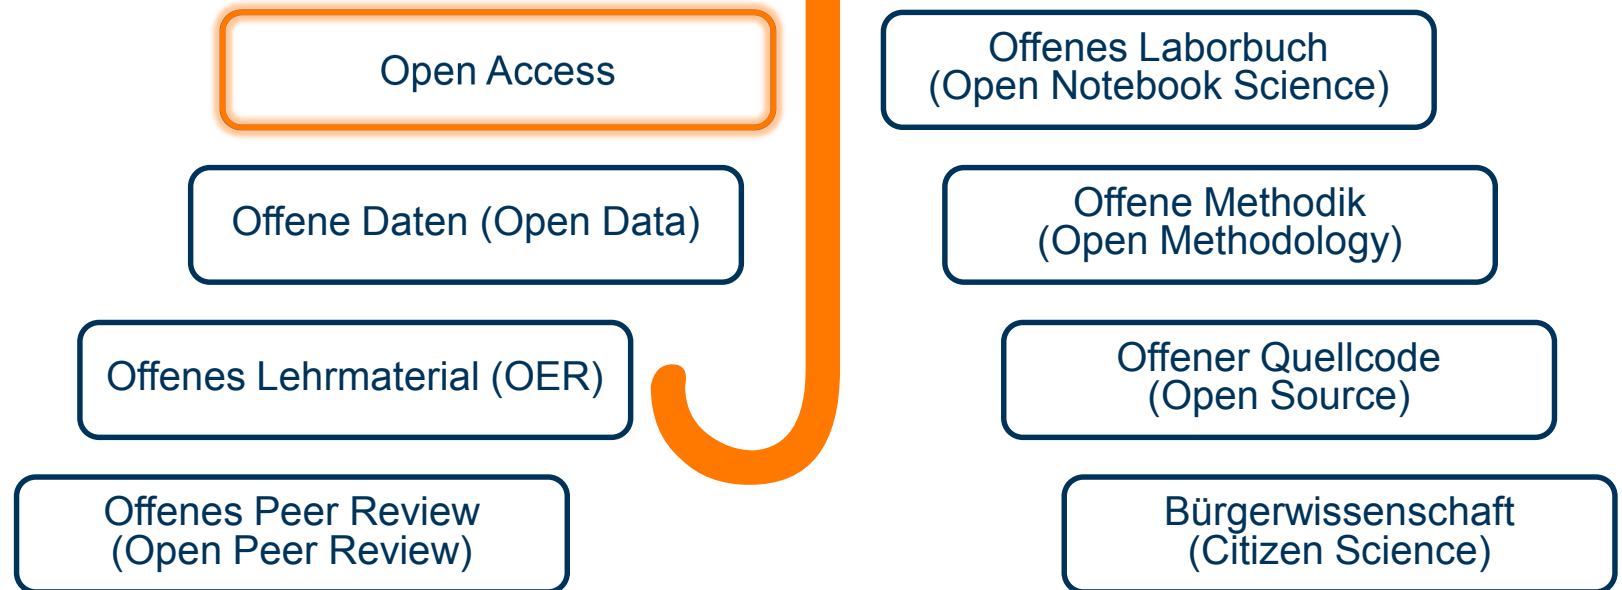 Open Access
Offene Daten (Open Data)
Offenes Lehrmaterial (OER)
Offenes Peer Review
(Open Peer Review)
Offenes Laborbuch
(Open Notebook Science)
Offene Methodik
(Open Methodology)
Offener Quellcode
(Open Source)
Bürgerwissenschaft
(Citizen Science)